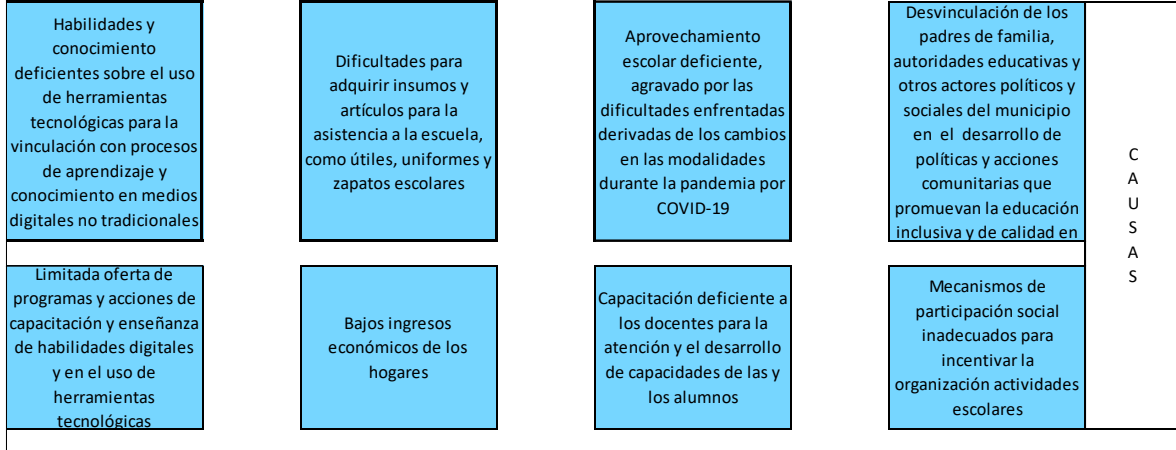 Habilidades y
conocimiento
deficientes sobre el uso
de herramientas
tecnológicas para la
vinculación con procesos
de aprendizaje y
conocimiento en medios
digitales no tradicionales
Dificultades para
adquirir insumos y
artículos para la
asistencia a la escuela,
como útiles, uniformes y
zapatos escolares
Aprovechamiento
escolar deficiente,
agravado por las
dificultades enfrentadas
derivadas de los cambios
en las modalidades
durante la pandemia por
COVID-19
Desvinculación de los
padres de familia,
autoridades educativas y
otros actores políticos y
sociales del municipio
en el desarrollo de
políticas y acciones
comunitarias que
promuevan la educación
inclusiva y de calidad en
Limitada oferta de
programas y acciones de
capacitación y enseñanza
de habilidades digitales
y en el uso de
herramientas
tecnológicas
Bajos ingresos
económicos de los
hogares
Capacitación deficiente a
los docentes para la
atención y el desarrollo
de capacidades de las y
los alumnos
Mecanismos de
participación social
inadecuados para
incentivar la
organización actividades
escolares
C
A
U
S
A
S